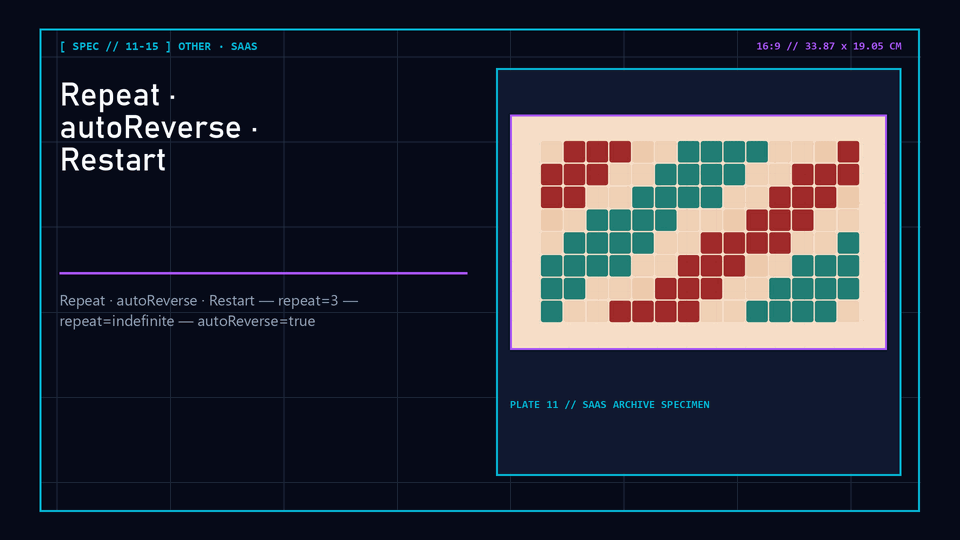 [ SPEC // 11-15 ] OTHER · SAAS
16:9 // 33.87 x 19.05 CM
Repeat ·
autoReverse ·
Restart
Repeat · autoReverse · Restart — repeat=3 —
repeat=indefinite — autoReverse=true
PLATE 11 // SAAS ARCHIVE SPECIMEN